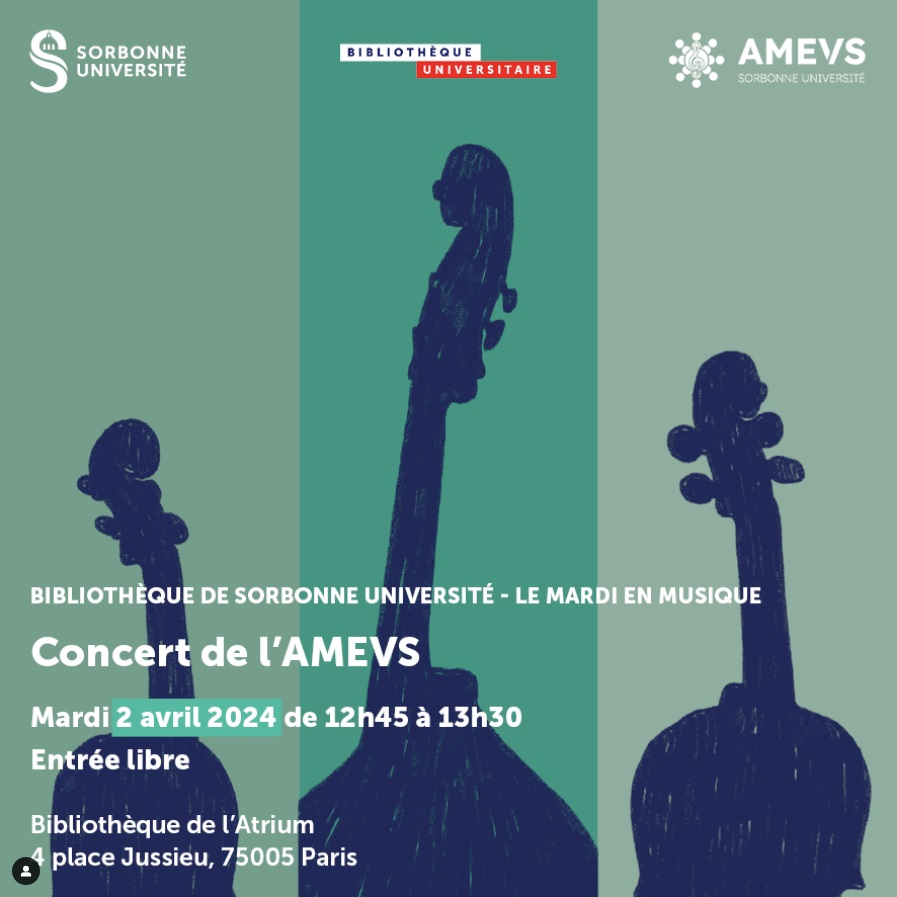 SORBONNE
UNIVERSITÉ
BIBLIOTHÈQUE
UNIVERSITAIRE
AMEVS
SORBONNE UNIVERSITÉ
BIBLIOTHÈQUE DE SORBONNE UNIVERSITÉ - LE MARDI EN MUSIQUE
Concert de l'AMEVS
Mardi 2 avril 2024 de 12h45 à 13h30
Entrée libre
Bibliothèque de l'Atrium
4 place Jussieu, 75005 Paris